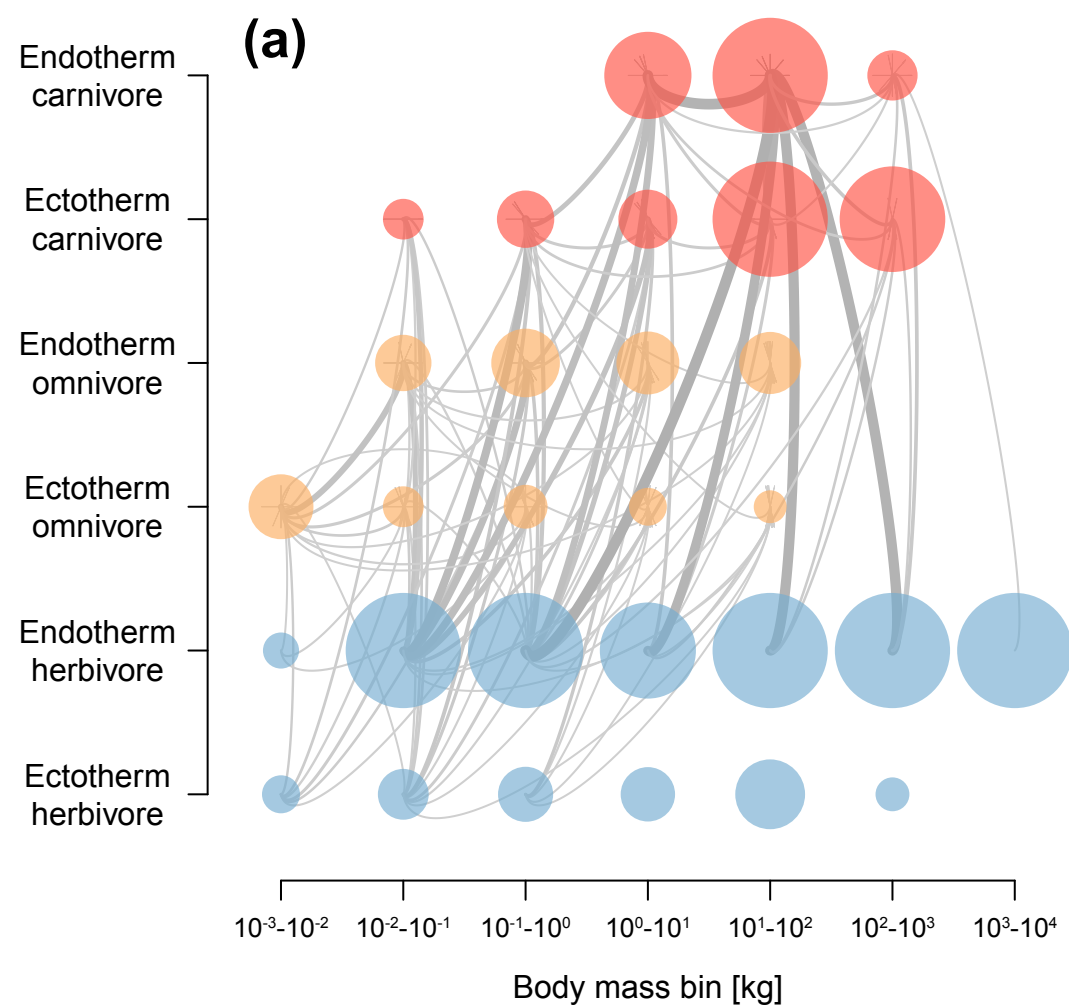 (a)
Endotherm
carnivore
Ectotherm
carnivore
Endotherm
omnivore
Ectotherm
omnivore
Endotherm
herbivore
Ectotherm
herbivore
10⁻³-10⁻² 10⁻²-10⁻¹ 10⁻¹-10⁰ 10⁰-10¹ 10¹-10² 10²-10³ 10³-10⁴
Body mass bin [kg]